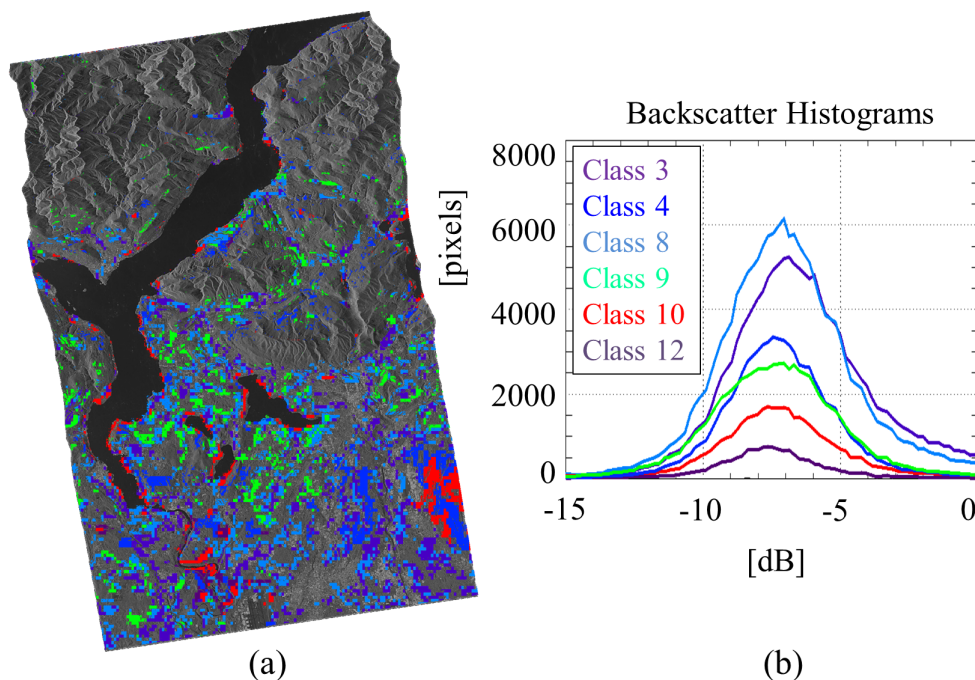 Backscatter Histograms
8000
6000
4000
2000
0
[pixels]
Class 3
Class 4
Class 8
Class 9
Class 10
Class 12
-15
-10
-5
0
[dB]
(a)
(b)